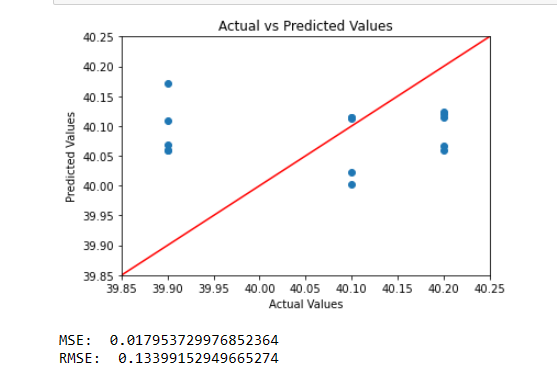 Actual vs Predicted Values
40.25
40.20
40.15
40.10
40.05
40.00
39.95
39.90
39.85
Predicted Values
39.85 39.90 39.95 40.00 40.05 40.10 40.15 40.20 40.25
Actual Values
MSE: 0.017953729976852364
RMSE: 0.13399152949665274